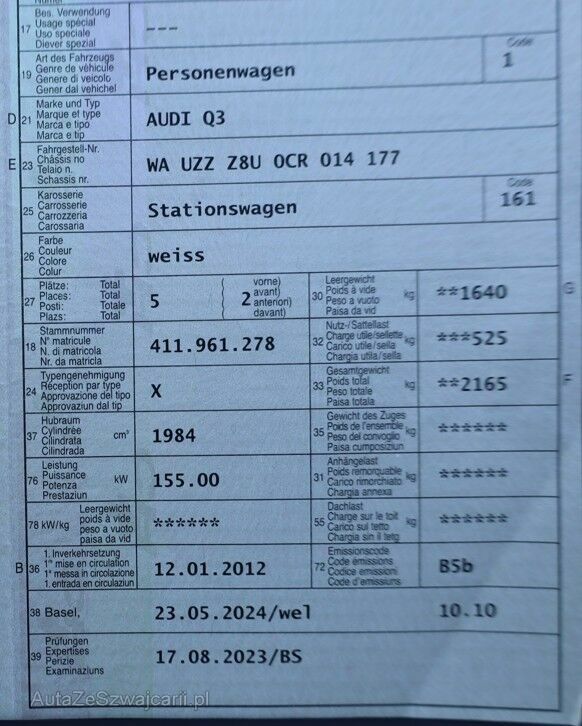 17 Bes. Verwendung
Usage spécial
Uso speciale
Diever spezial
---
19 Art des Fahrzeugs
Genre de véhicule
Genere di veicolo
Gener dal vehichel
Personenwagen
Code
1
D 21 Marke und Typ
Marque et type
Marca e tipo
Marca e tip
AUDI Q3
E 23 Fahrgestell-Nr.
Châssis no
Telaio n.
Schassis nr.
WA UZZ Z8U 0CR 014 177
25 Karosserie
Carrosserie
Carrozzeria
Carossaria
Stationswagen
Code
161
26 Farbe
Couleur
Colore
Colur
weiss
27 Plätze: Total
Places: Total
Posti: Totale
Plazs: Total
5
( 2 vorne)
avant)
anteriori)
davant)
30 Leergewicht
Poids à vide
Peso a vuoto
Paisa da vid
kg
**1640
G
18 Stammnummer
N° matricule
N. di matricola
Nr. da matricla
411.961.278
32 Nutz-/Sattellast
Charge utile/sellette
Carico utile/sella
Chargia utila/sella
kg
***525
24 Typengenehmigung
Réception par type
Approvazione del tipo
Approvaziun dal tip
X
33 Gesamtgewicht
Poids total
Peso totale
Paisa totala
kg
**2165
F
37 Hubraum
Cylindrée
Cilindrata
Cilindrada
cm³
1984
35 Gewicht des Zuges
Poids de l'ensemble
Peso del convoglio
Paisa cumposiziun
kg
******
76 Leistung
Puissance
Potenza
Prestaziun
kW
155.00
31 Anhängelast
Poids remorquable
Carico rimorchiato
Chargia annexa
kg
******
78 kW/kg Leergewicht
poids à vide
peso a vuoto
paisa da vid
******
55 Dachlast
Charge sur le toit
Carico sul tetto
Chargia sin il tetg
kg
******
B 36 1. Inverkehrsetzung
1re mise en circulation
1a messa in circolazione
1. entrada en circulaziun
12.01.2012
72 Emissionscode
Code émissions
Codice emissioni
Code d'emissiuns
B5b
38 Basel,
23.05.2024/wel
10.10
39 Prüfungen
Expertises
Perizie
Examinaziuns
17.08.2023/BS
AutaZeSzwajcarii.pl